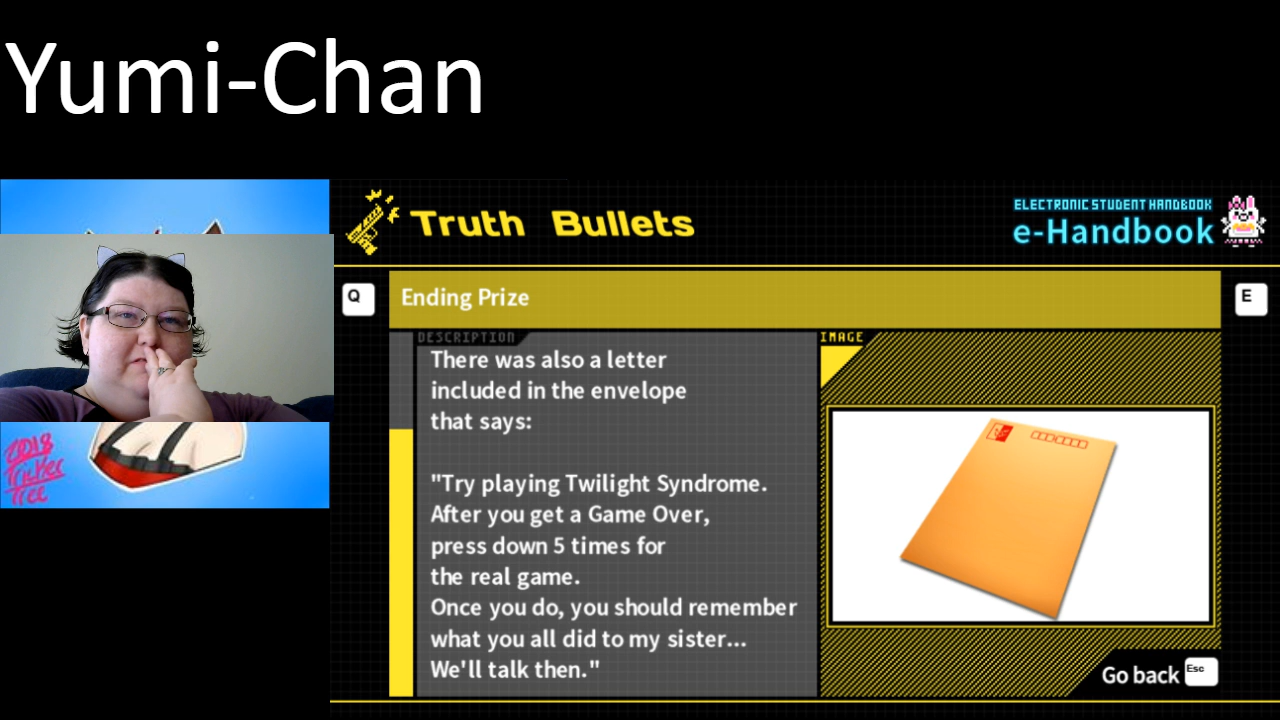 Yumi-Chan
Truth Bullets
ELECTRONIC STUDENT HANDBOOK
e-Handbook
Q
Ending Prize
E
DESCRIPTION
IMAGE
There was also a letter
included in the envelope
that says:
"Try playing Twilight Syndrome.
After you get a Game Over,
press down 5 times for
the real game.
Once you do, you should remember
what you all did to my sister...
We'll talk then."
2018
Tricker
Tree
Go back Esc